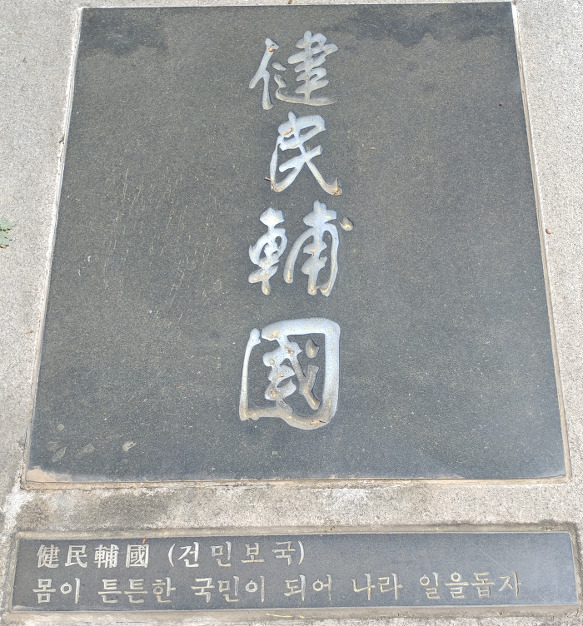 健
民
輔
國
健民輔國 (건민보국)
몸이 튼튼한 국민이 되어 나라 일을돕자